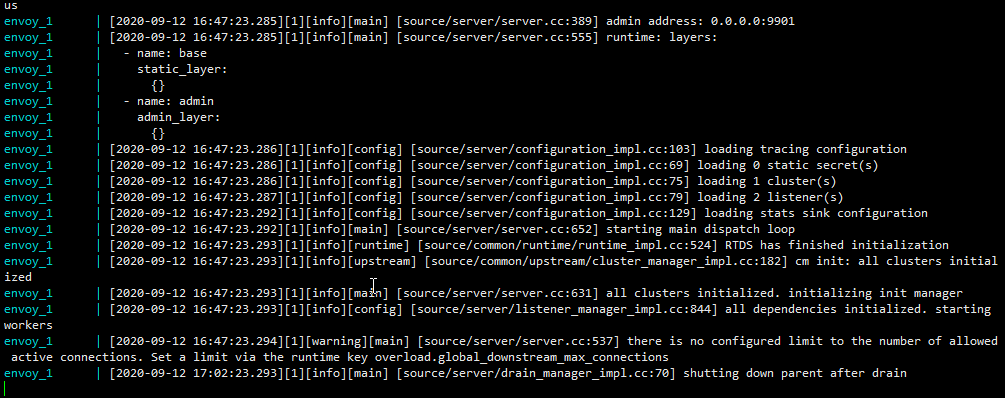 us
envoy_1      | [2020-09-12 16:47:23.285][1][info][main] [source/server/server.cc:389] admin address: 0.0.0.0:9901
envoy_1      | [2020-09-12 16:47:23.285][1][info][main] [source/server/server.cc:555] runtime: layers:
envoy_1      |   - name: base
envoy_1      |     static_layer:
envoy_1      |       {}
envoy_1      |   - name: admin
envoy_1      |     admin_layer:
envoy_1      |       {}
envoy_1      | [2020-09-12 16:47:23.286][1][info][config] [source/server/configuration_impl.cc:103] loading tracing configuration
envoy_1      | [2020-09-12 16:47:23.286][1][info][config] [source/server/configuration_impl.cc:69] loading 0 static secret(s)
envoy_1      | [2020-09-12 16:47:23.286][1][info][config] [source/server/configuration_impl.cc:75] loading 1 cluster(s)
envoy_1      | [2020-09-12 16:47:23.287][1][info][config] [source/server/configuration_impl.cc:79] loading 2 listener(s)
envoy_1      | [2020-09-12 16:47:23.292][1][info][config] [source/server/configuration_impl.cc:129] loading stats sink configuration
envoy_1      | [2020-09-12 16:47:23.292][1][info][main] [source/server/server.cc:652] starting main dispatch loop
envoy_1      | [2020-09-12 16:47:23.293][1][info][runtime] [source/common/runtime/runtime_impl.cc:524] RTDS has finished initialization
envoy_1      | [2020-09-12 16:47:23.293][1][info][upstream] [source/common/upstream/cluster_manager_impl.cc:182] cm init: all clusters initial
ized
envoy_1      | [2020-09-12 16:47:23.293][1][info][main] [source/server/server.cc:631] all clusters initialized. initializing init manager
envoy_1      | [2020-09-12 16:47:23.293][1][info][config] [source/server/listener_manager_impl.cc:844] all dependencies initialized. starting
workers
envoy_1      | [2020-09-12 16:47:23.294][1][warning][main] [source/server/server.cc:537] there is no configured limit to the number of allowed
 active connections. Set a limit via the runtime key overload.global_downstream_max_connections
envoy_1      | [2020-09-12 17:02:23.293][1][info][main] [source/server/drain_manager_impl.cc:70] shutting down parent after drain